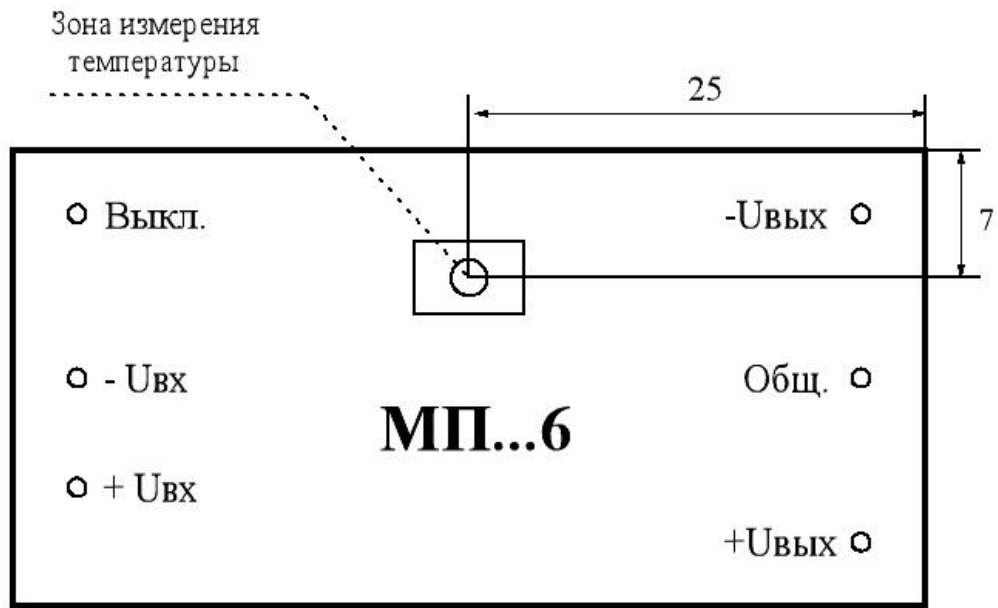 Зона измерения
температуры
25
Выкл.
-Uвых
7
- Uвх
Общ.
МП...6
+ Uвх
+Uвых